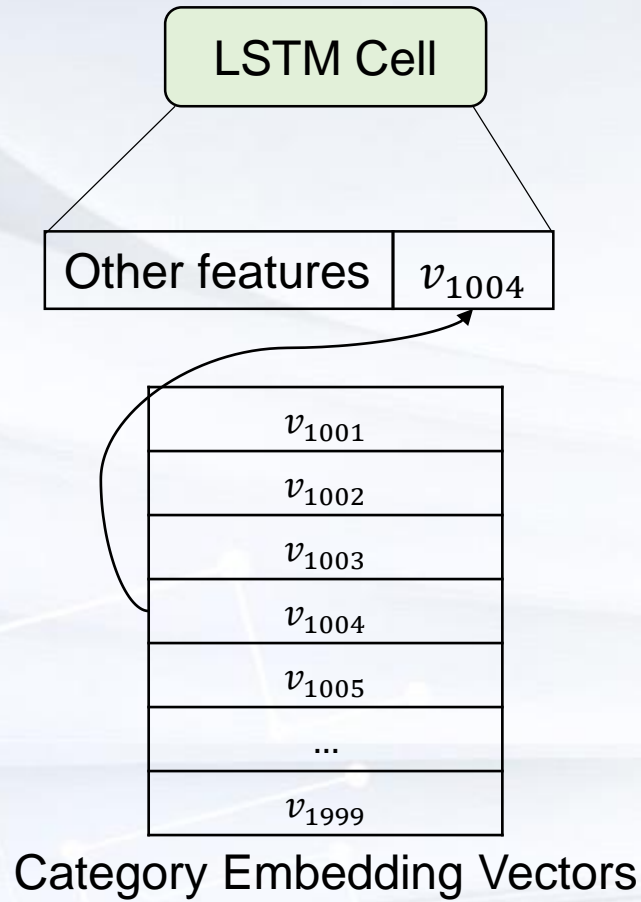 LSTM Cell
Other features v₁₀₀₄
v₁₀₀₁
v₁₀₀₂
v₁₀₀₃
v₁₀₀₄
v₁₀₀₅
...
v₁₉₉₉
Category Embedding Vectors